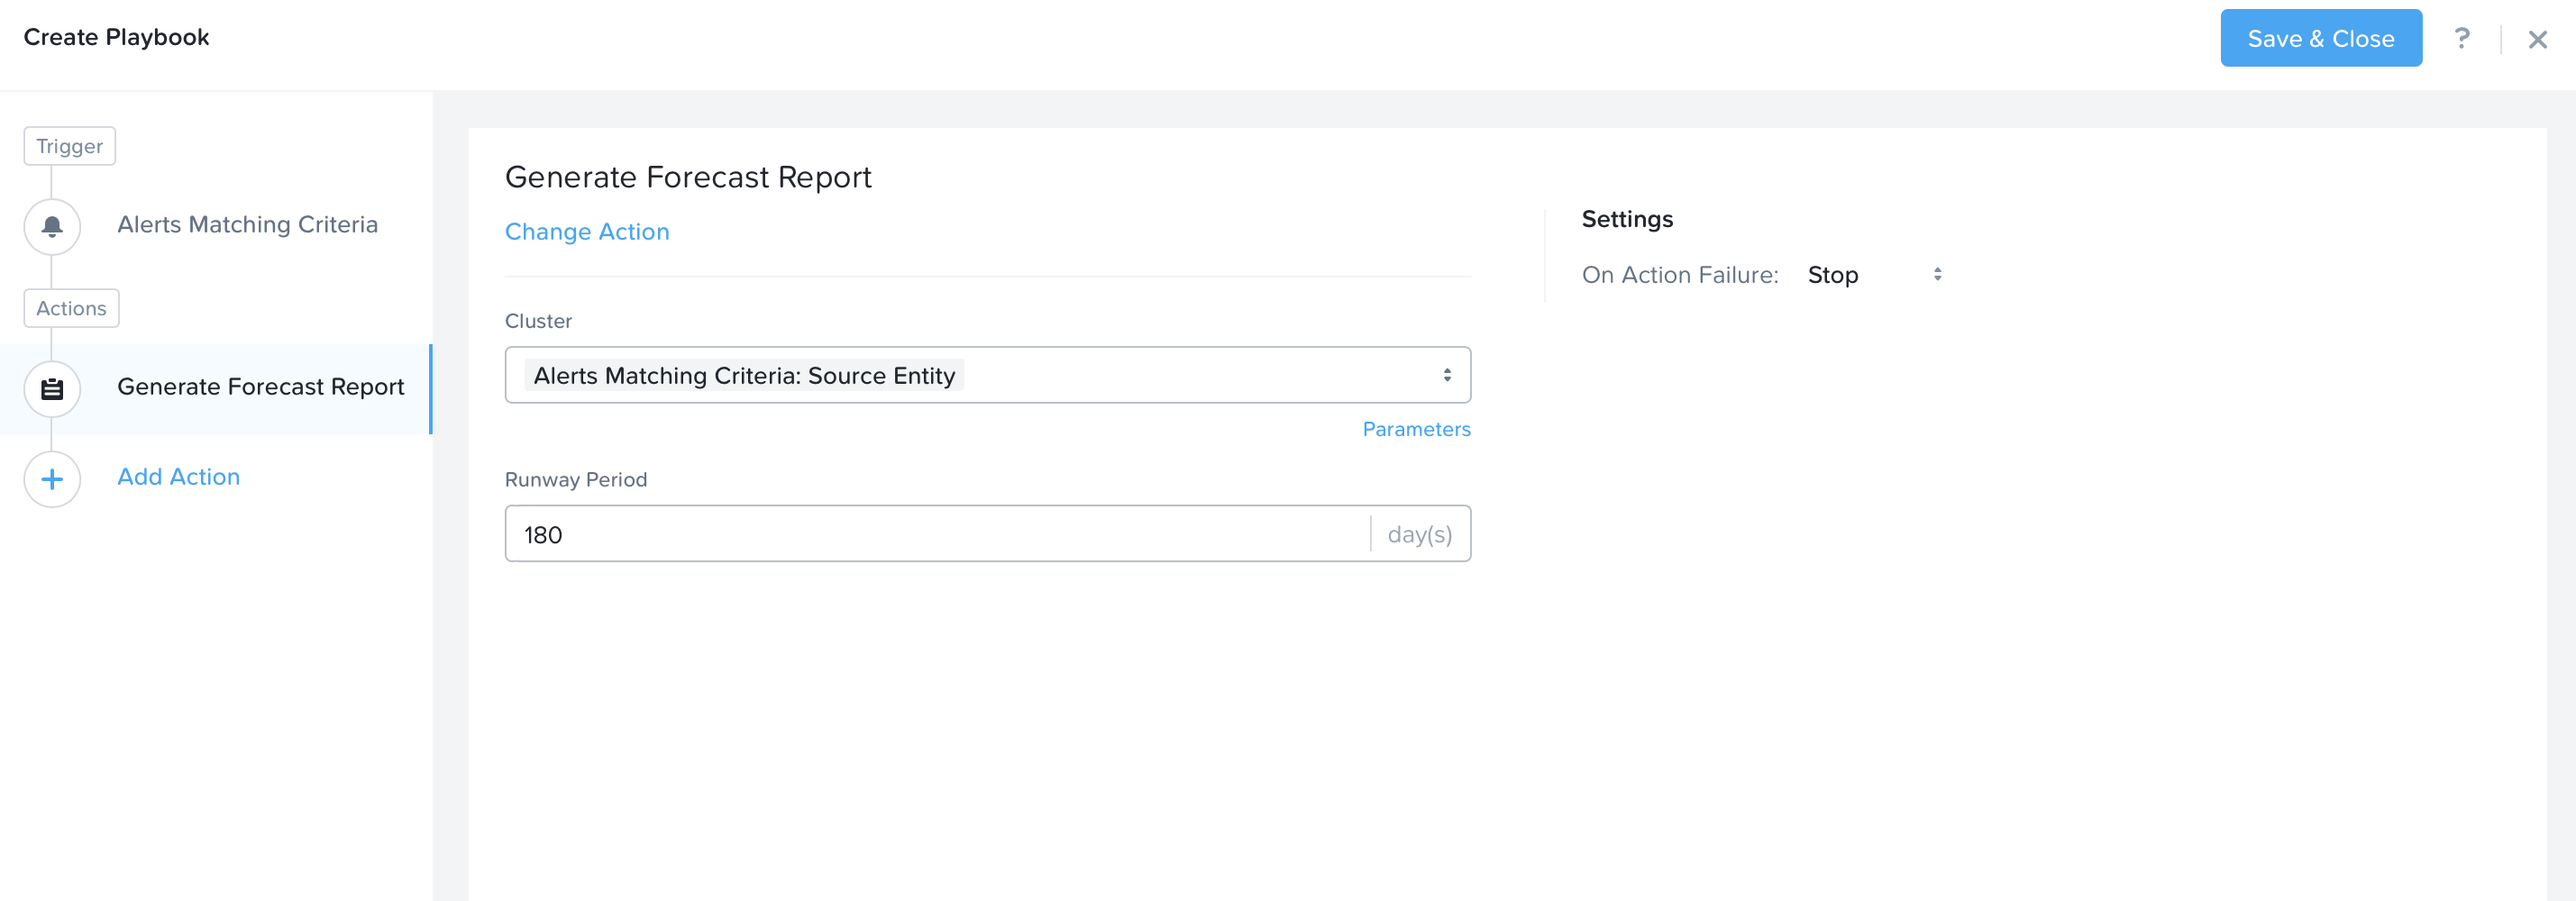 Create Playbook
Save & Close
?
Trigger
Alerts Matching Criteria
Actions
Generate Forecast Report
Add Action
Generate Forecast Report
Change Action
Cluster
Alerts Matching Criteria: Source Entity
Parameters
Runway Period
180
day(s)
Settings
On Action Failure: Stop